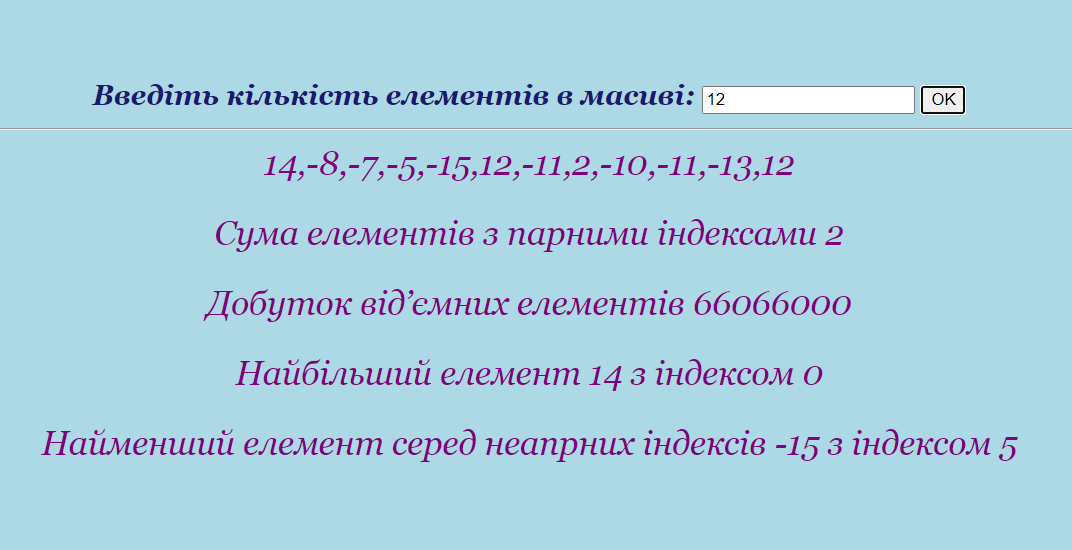 Введіть кількість елементів в масиві: 12 OK
14,-8,-7,-5,-15,12,-11,2,-10,-11,-13,12
Сума елементів з парними індексами 2
Добуток від’ємних елементів 66066000
Найбільший елемент 14 з індексом 0
Найменший елемент серед неапрних індексів -15 з індексом 5